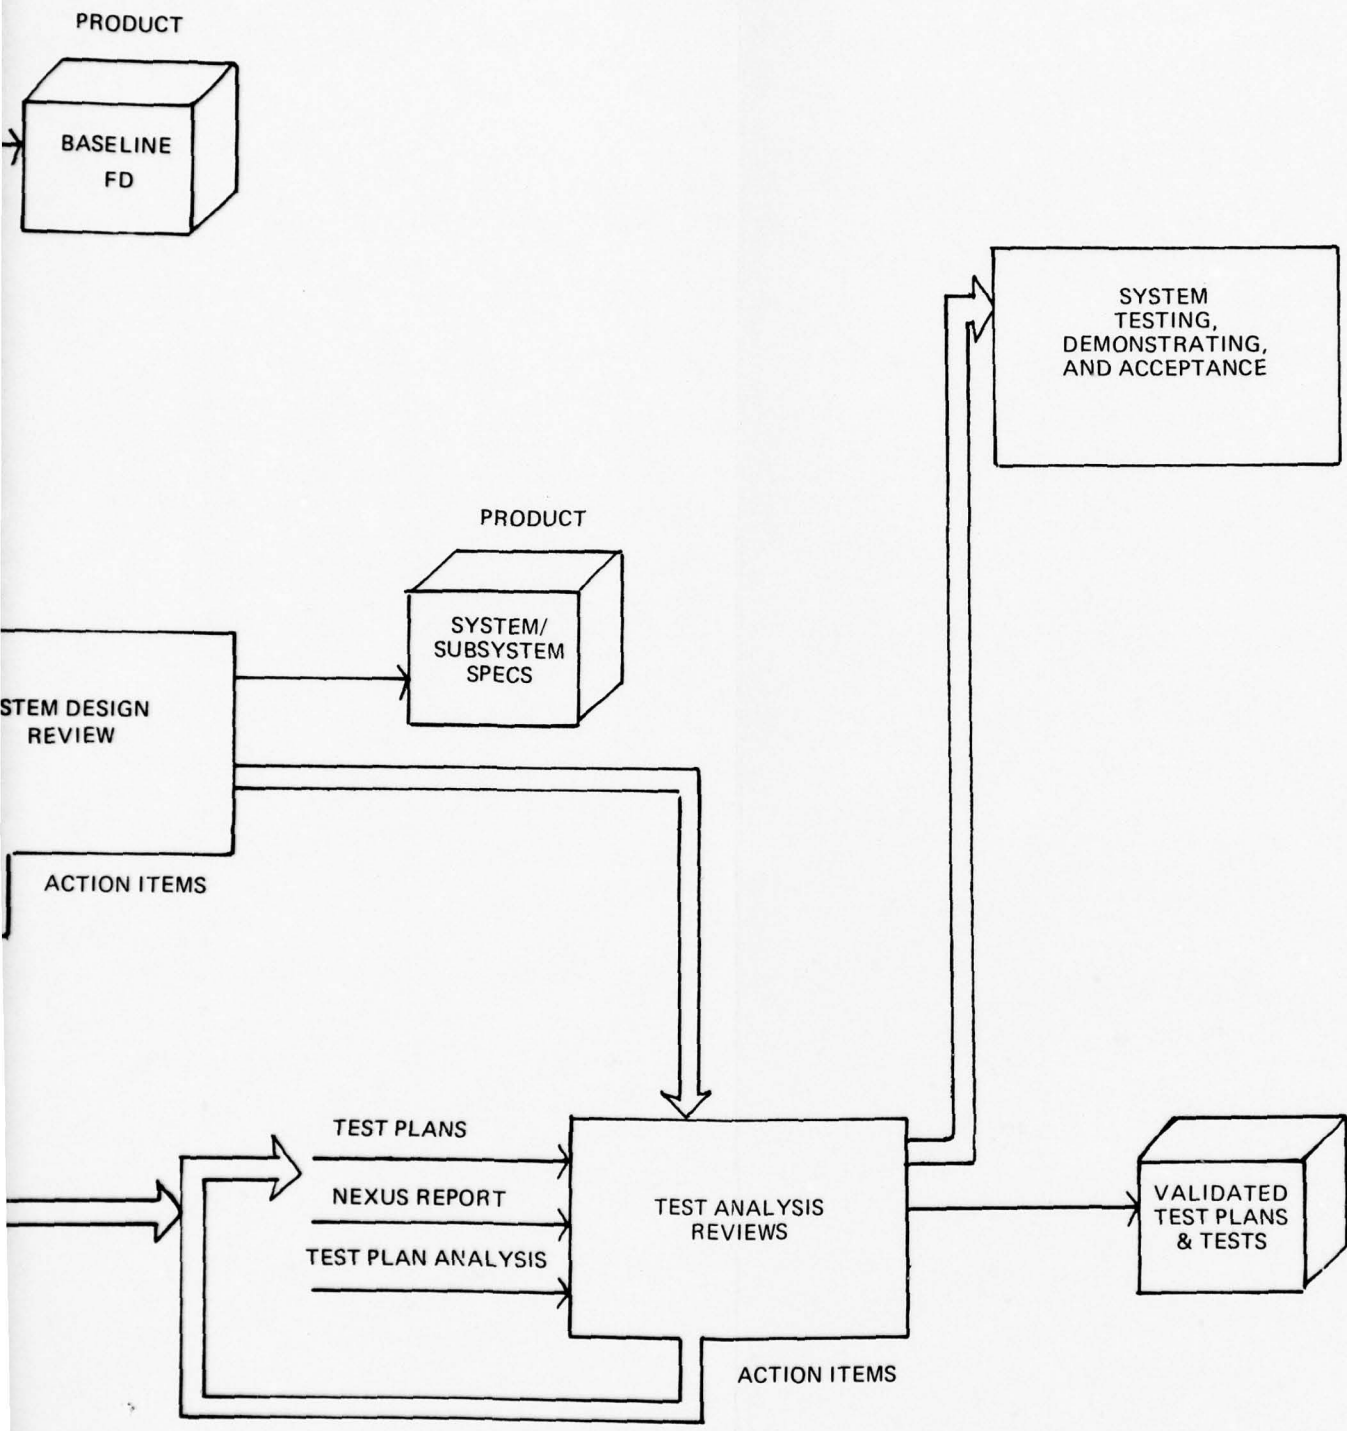 PRODUCT
BASELINE
FD
SYSTEM
TESTING,
DEMONSTRATING,
AND ACCEPTANCE
PRODUCT
SYSTEM/
SUBSYSTEM
SPECS
STEM DESIGN
REVIEW
ACTION ITEMS
TEST PLANS
NEXUS REPORT
TEST PLAN ANALYSIS
TEST ANALYSIS
REVIEWS
VALIDATED
TEST PLANS
& TESTS
ACTION ITEMS